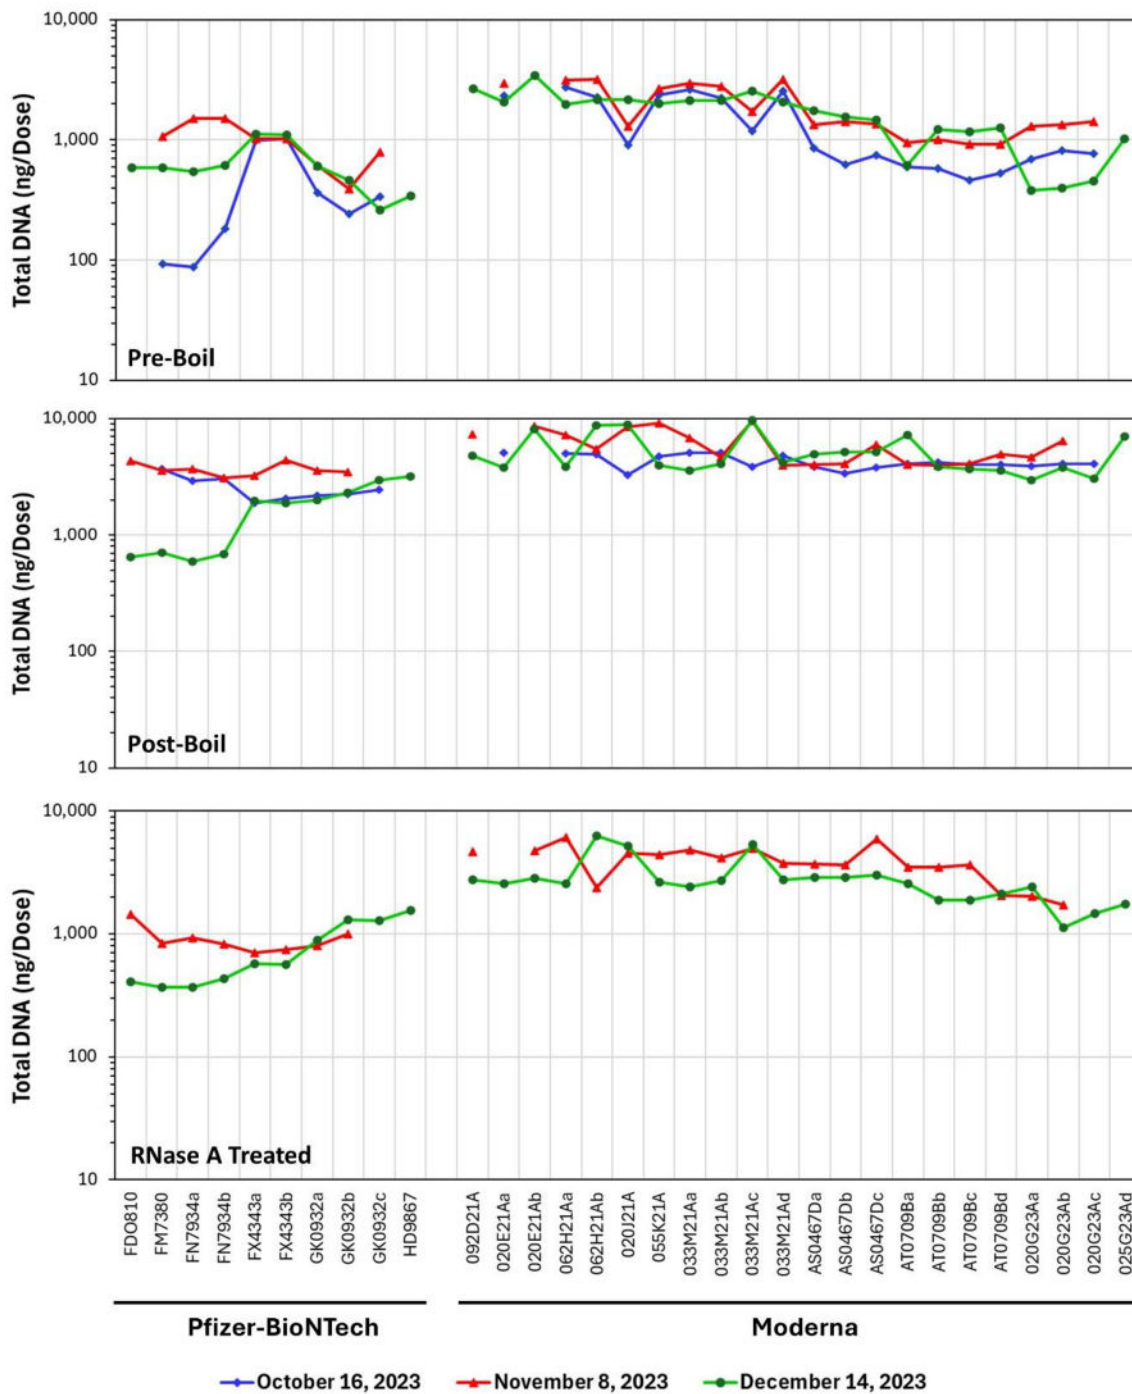 10,000
1,000
100
10
Total DNA (ng/Dose)
Pre-Boil
10,000
1,000
100
10
Total DNA (ng/Dose)
Post-Boil
10,000
1,000
100
10
Total DNA (ng/Dose)
RNase A Treated
FDO810
FM7380
FN7934a
FN7934b
FX4343a
FX4343b
GK0932a
GK0932b
GK0932c
HD9867
092D21A
020E21Aa
020E21Ab
062H21Aa
062H21Ab
020J21A
055K21A
033M21Aa
033M21Ab
033M21Ac
033M21Ad
AS0467Da
AS0467Db
AS0467Dc
AT0709Ba
AT0709Bb
AT0709Bc
AT0709Bd
020G23Aa
020G23Ab
020G23Ac
025G23Ad
Pfizer-BioNTech
Moderna
October 16, 2023
November 8, 2023
December 14, 2023